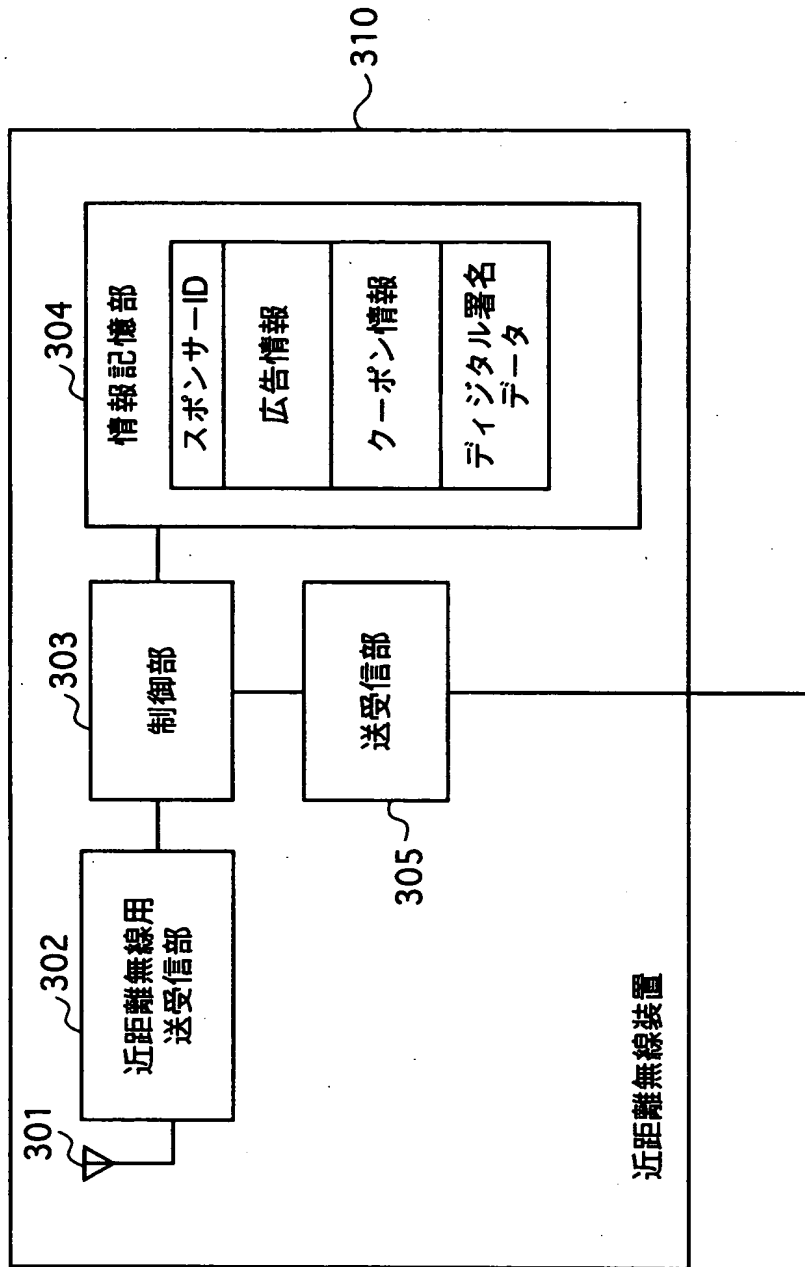 310
304
情報記憶部
スポンサーID
広告情報
クーポン情報
ディジタル署名
データ
303
制御部
送受信部
305
302
近距離無線用
送受信部
301
近距離無線装置